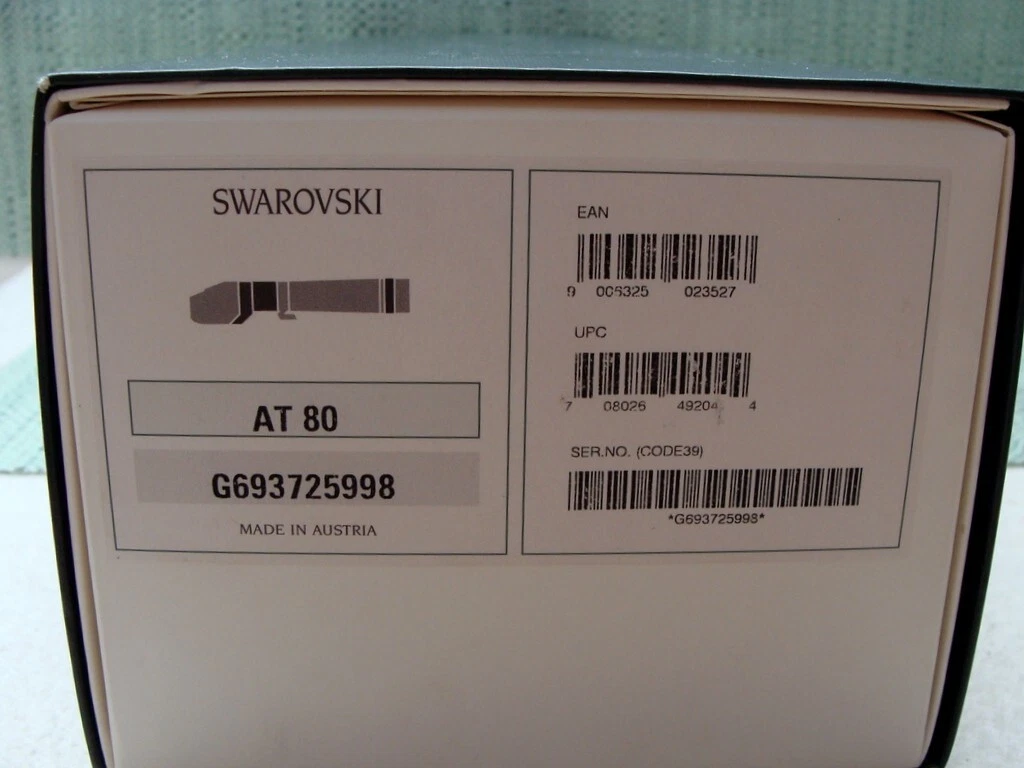 SWAROVSKI
AT 80
G693725998
MADE IN AUSTRIA
EAN
9 006325 023527
UPC
7 08026 49204 4
SER.NO. (CODE39)
*G693725998*